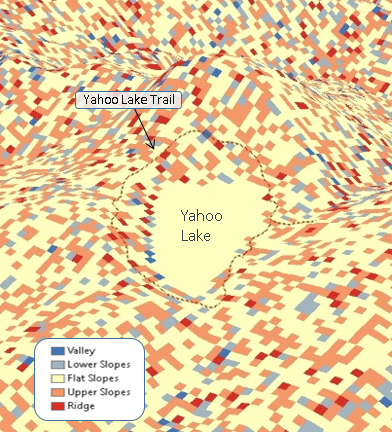 Yahoo Lake Trail
Yahoo
Lake
Valley
Lower Slopes
Flat Slopes
Upper Slopes
Ridge